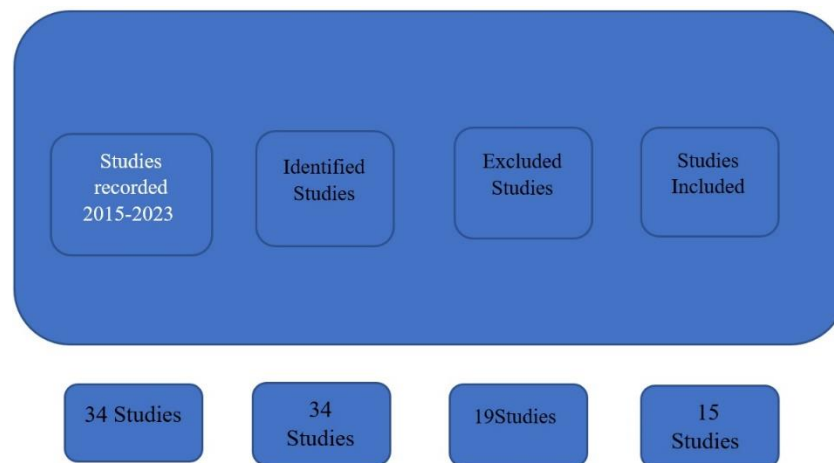 Studies
recorded
2015-2023
Identified
Studies
Excluded
Studies
Studies
Included
34 Studies
34
Studies
19Studies
15
Studies